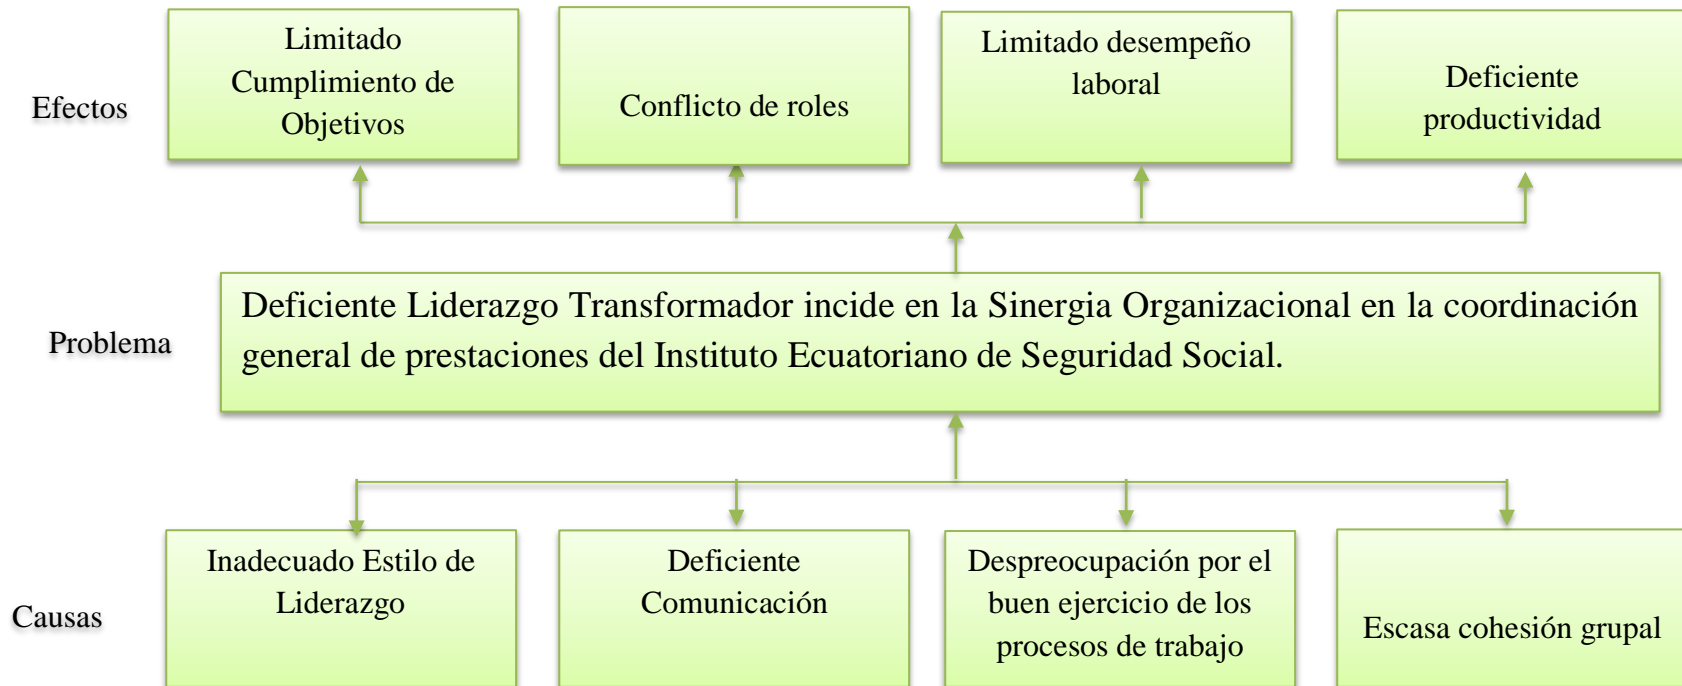 Efectos
Limitado
Cumplimiento de
Objetivos
Conflicto de roles
Limitado desempeño
laboral
Deficiente
productividad
Problema
Deficiente Liderazgo Transformador incide en la Sinergia Organizacional en la coordinación
general de prestaciones del Instituto Ecuatoriano de Seguridad Social.
Causas
Inadecuado Estilo de
Liderazgo
Deficiente
Comunicación
Despreocupación por el
buen ejercicio de los
procesos de trabajo
Escasa cohesión grupal